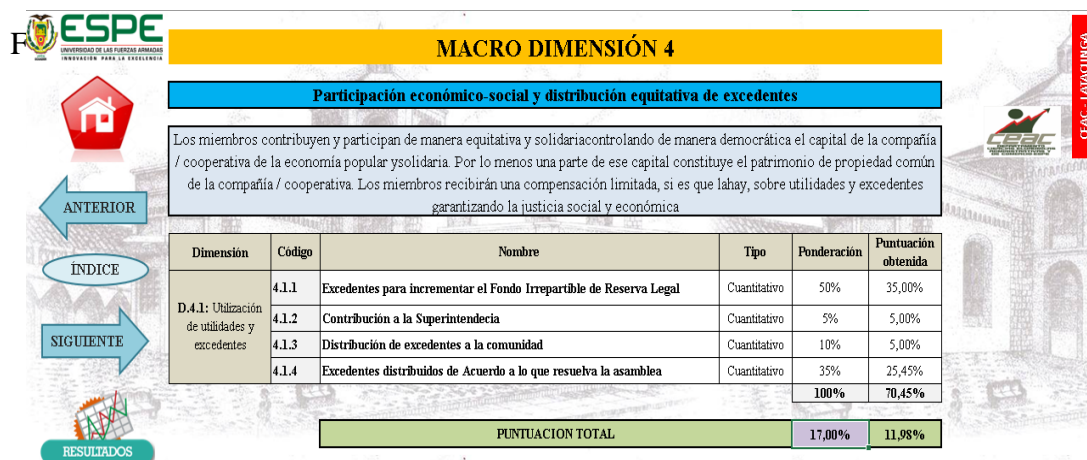 F
ESPE
UNIVERSIDAD DE LAS FUERZAS ARMADAS
INNOVACIÓN PARA LA EXCELENCIA
MACRO DIMENSIÓN 4
CEAC - LATACUNGA
Participación económico-social y distribución equitativa de excedentes
ceac
Los miembros contribuyen y participan de manera equitativa y solidariacontrolando de manera democrática el capital de la compañía
/ cooperativa de la economía popular ysolidaria. Por lo menos una parte de ese capital constituye el patrimonio de propiedad común
de la compañía / cooperativa. Los miembros recibirán una compensación limitada, si es que lahay, sobre utilidades y excedentes
garantizando la justicia social y económica
ANTERIOR
ÍNDICE
SIGUIENTE
RESULTADOS
Dimensión Código Nombre Tipo Ponderación Puntuación obtenida
D.4.1: Utilización de utilidades y excedentes
4.1.1 Excedentes para incrementar el Fondo Irrepartible de Reserva Legal Cuantitativo 50% 35,00%
4.1.2 Contribución a la Superintendecia Cuantitativo 5% 5,00%
4.1.3 Distribución de excedentes a la comunidad Cuantitativo 10% 5,00%
4.1.4 Excedentes distribuidos de Acuerdo a lo que resuelva la asamblea Cuantitativo 35% 25,45%
100% 70,45%
PUNTUACION TOTAL 17,00% 11,98%